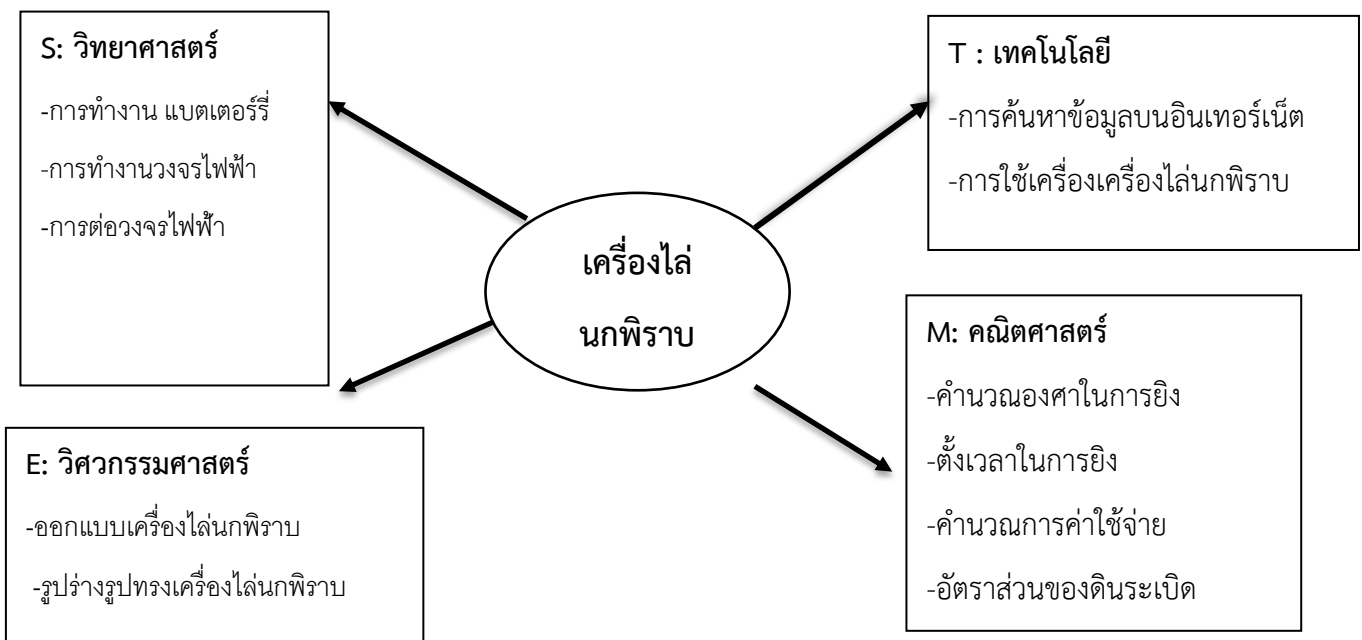 S: วิทยาศาสตร์
-การทำงาน แบตเตอร์รี่
-การทำงานวงจรไฟฟ้า
-การต่อวงจรไฟฟ้า
T : เทคโนโลยี
-การค้นหาข้อมูลบนอินเทอร์เน็ต
-การใช้เครื่องเครื่องไล่นกพิราบ
เครื่องไล่
นกพิราบ
E: วิศวกรรมศาสตร์
-ออกแบบเครื่องไล่นกพิราบ
-รูปร่างรูปทรงเครื่องไล่นกพิราบ
M: คณิตศาสตร์
-คำนวณองศาในการยิง
-ตั้งเวลาในการยิง
-คำนวณการค่าใช้จ่าย
-อัตราส่วนของดินระเบิด